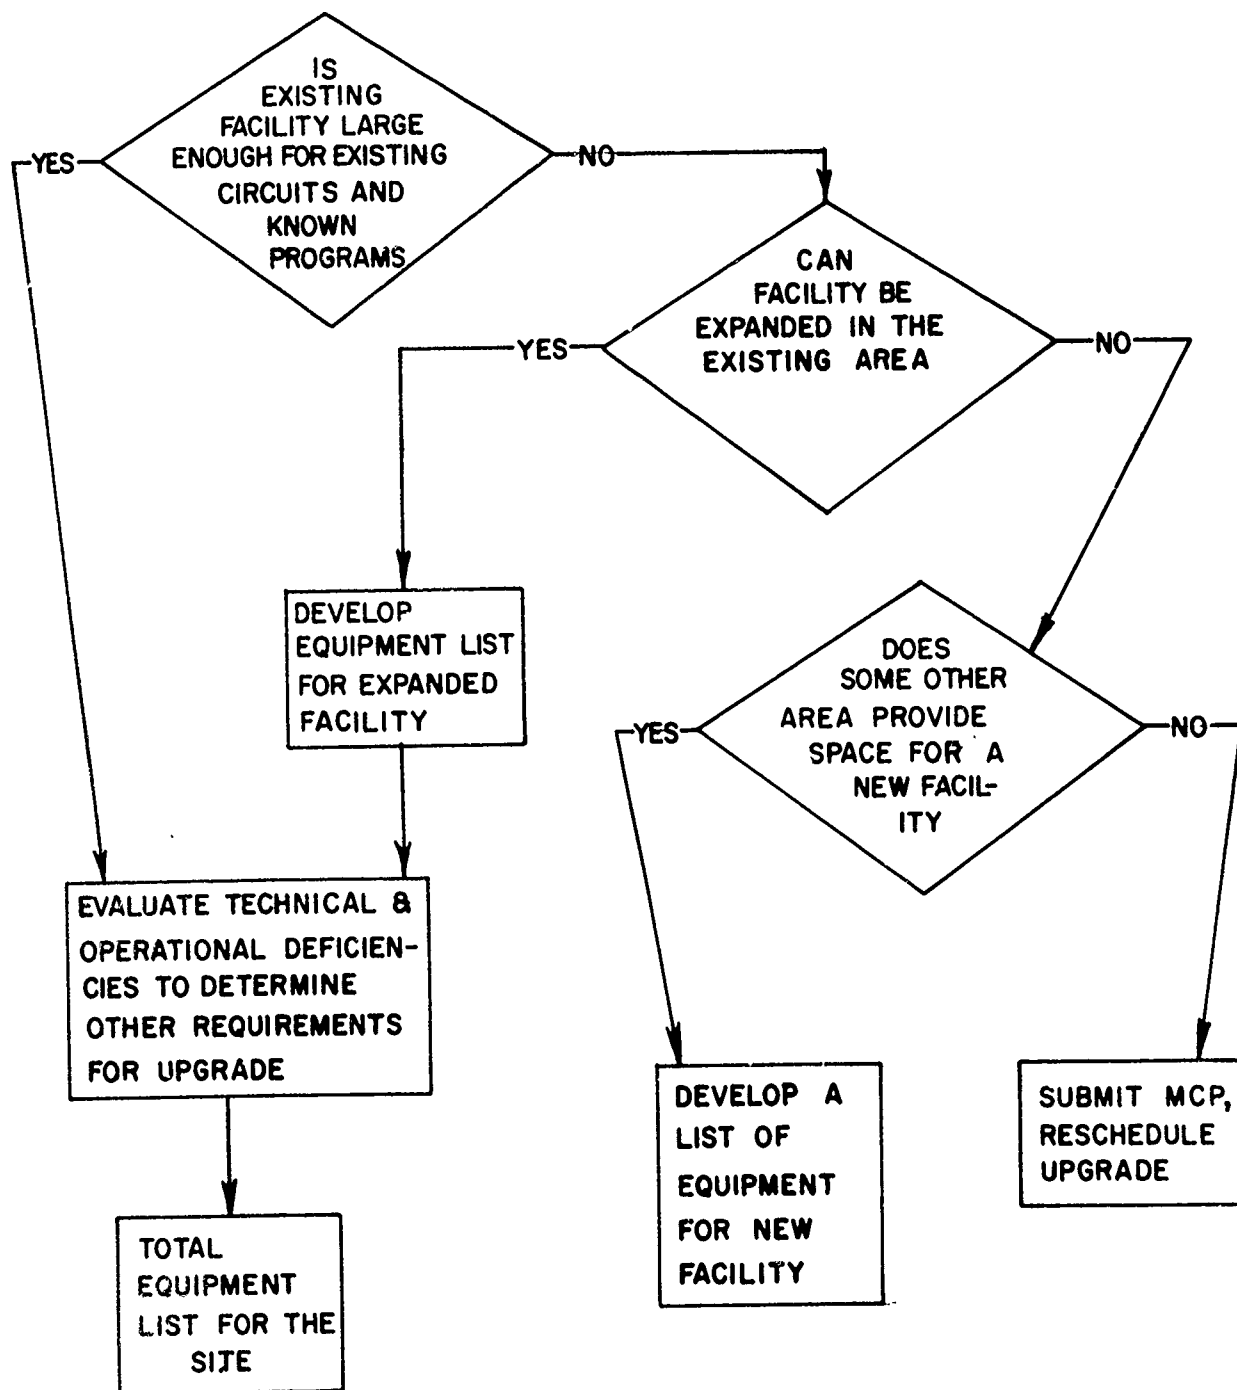 IS
EXISTING
FACILITY LARGE
ENOUGH FOR EXISTING
CIRCUITS AND
KNOWN
PROGRAMS
YES
NO
CAN
FACILITY BE
EXPANDED IN THE
EXISTING AREA
YES
NO
DEVELOP
EQUIPMENT LIST
FOR EXPANDED
FACILITY
DOES
SOME OTHER
AREA PROVIDE
SPACE FOR A
NEW FACIL-
ITY
YES
NO
EVALUATE TECHNICAL &
OPERATIONAL DEFICIEN-
CIES TO DETERMINE
OTHER REQUIREMENTS
FOR UPGRADE
DEVELOP A
LIST OF
EQUIPMENT
FOR NEW
FACILITY
SUBMIT MCP,
RESCHEDULE
UPGRADE
TOTAL
EQUIPMENT
LIST FOR THE
SITE